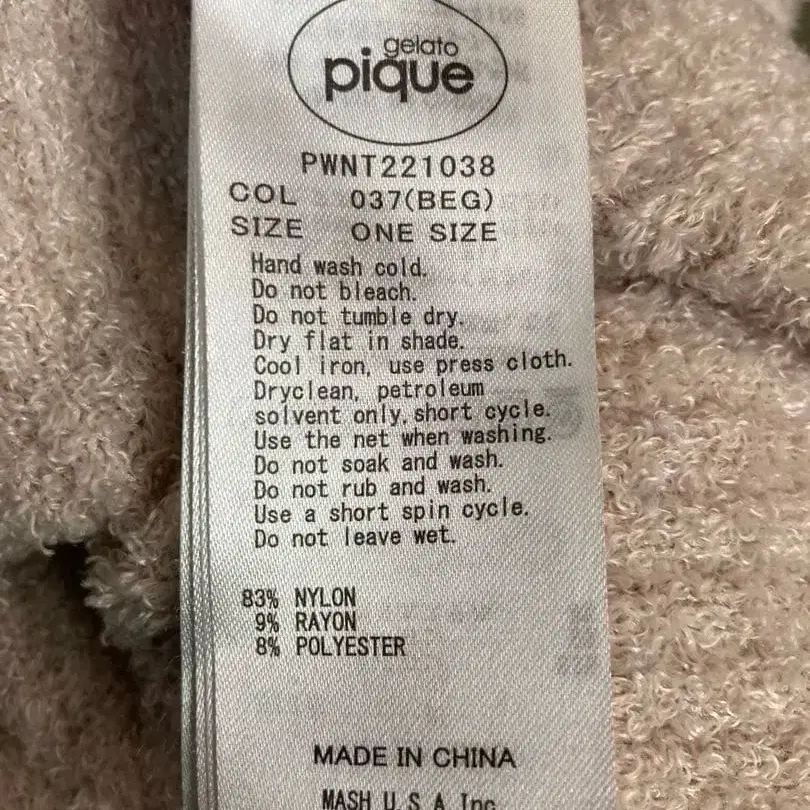 gelato
pique
PWNT221038
COL 037(BEG)
SIZE ONE SIZE
Hand wash cold.
Do not bleach.
Do not tumble dry.
Dry flat in shade.
Cool iron, use press cloth.
Dryclean, petroleum
solvent only, short cycle.
Use the net when washing.
Do not soak and wash.
Do not rub and wash.
Use a short spin cycle.
Do not leave wet.
83% NYLON
9% RAYON
8% POLYESTER
MADE IN CHINA
MASH U.S.A Inc